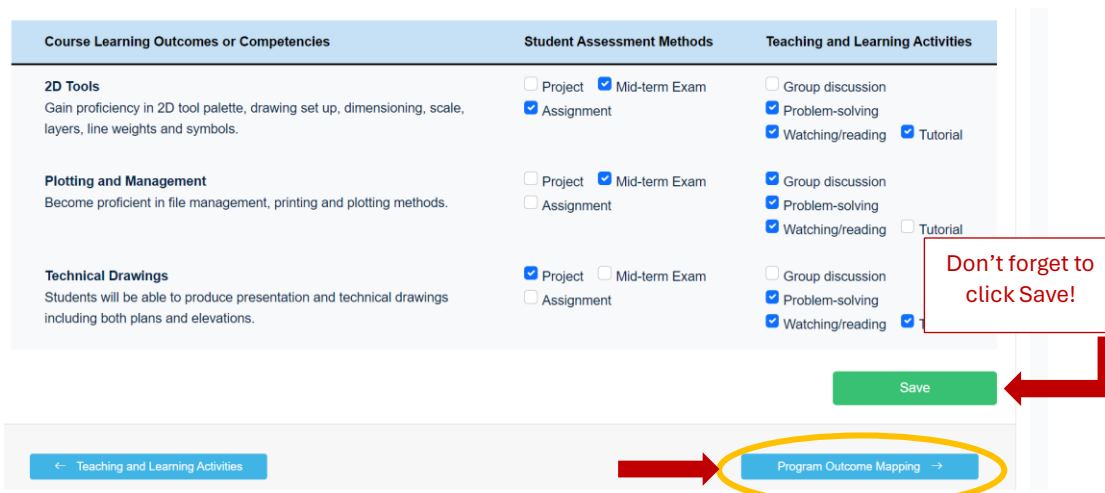 Course Learning Outcomes or Competencies Student Assessment Methods Teaching and Learning Activities
2D Tools Project Mid-term Exam Group discussion
Gain proficiency in 2D tool palette, drawing set up, dimensioning, scale, Assignment Problem-solving
layers, line weights and symbols. Watching/reading Tutorial
Plotting and Management Project Mid-term Exam Group discussion
Become proficient in file management, printing and plotting methods. Assignment Problem-solving
Watching/reading Tutorial
Technical Drawings Project Mid-term Exam Group discussion
Students will be able to produce presentation and technical drawings Assignment Problem-solving
including both plans and elevations. Watching/reading
Don't forget to
click Save!
Save
← Teaching and Learning Activities Program Outcome Mapping →